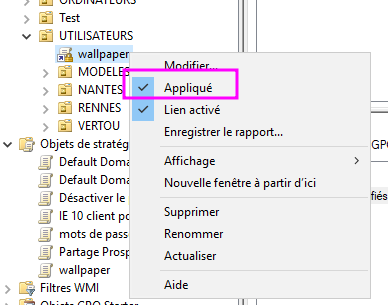 ORDINATEURS
Test
UTILISATEURS
wallpaper
MODELES
NANTES
RENNES
VERTOU
Objets de stratég
Default Doma
Default Doma
Désactiver le
IE 10 client po
mots de passe
Partage Prosp
wallpaper
Filtres WMI
Objets GPO Starter
Modifier...
Appliqué
Lien activé
Enregistrer le rapport...
Affichage
Nouvelle fenêtre à partir d'ici
Supprimer
Renommer
Actualiser
Aide
GPC
fiés